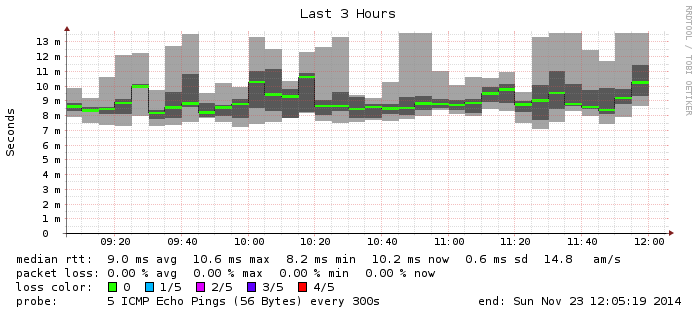 Last 3 Hours
RRDTOOL / TOBI OETIKER
Seconds
13 m
12 m
11 m
10 m
9 m
8 m
7 m
6 m
5 m
4 m
3 m
2 m
1 m
0
09:20 09:40 10:00 10:20 10:40 11:00 11:20 11:40 12:00
median rtt: 9.0 ms avg 10.6 ms max 8.2 ms min 10.2 ms now 0.6 ms sd 14.8 am/s
packet loss: 0.00 % avg 0.00 % max 0.00 % min 0.00 % now
loss color: 0 1/5 2/5 3/5 4/5
probe: 5 ICMP Echo Pings (56 Bytes) every 300s end: Sun Nov 23 12:05:19 2014